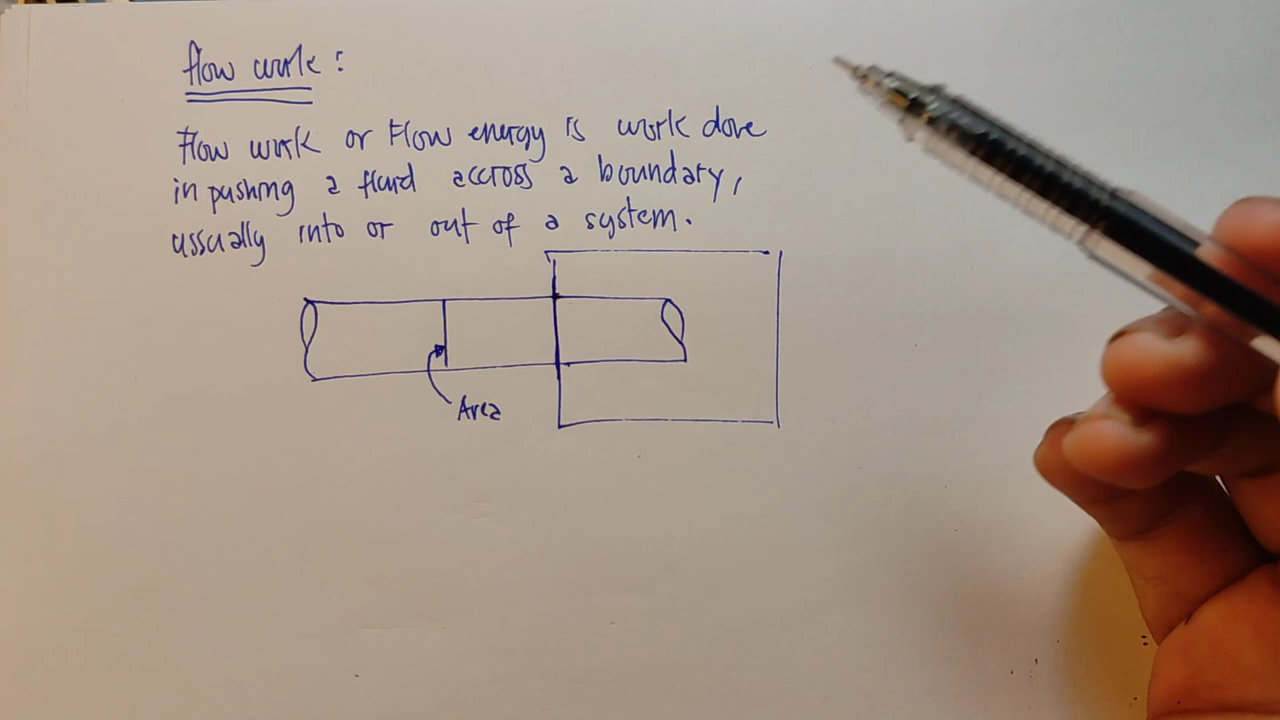 flow work :
Flow work or Flow energy is work done
in pushing a fluid accross a boundary,
ussually into or out of a system.
Area